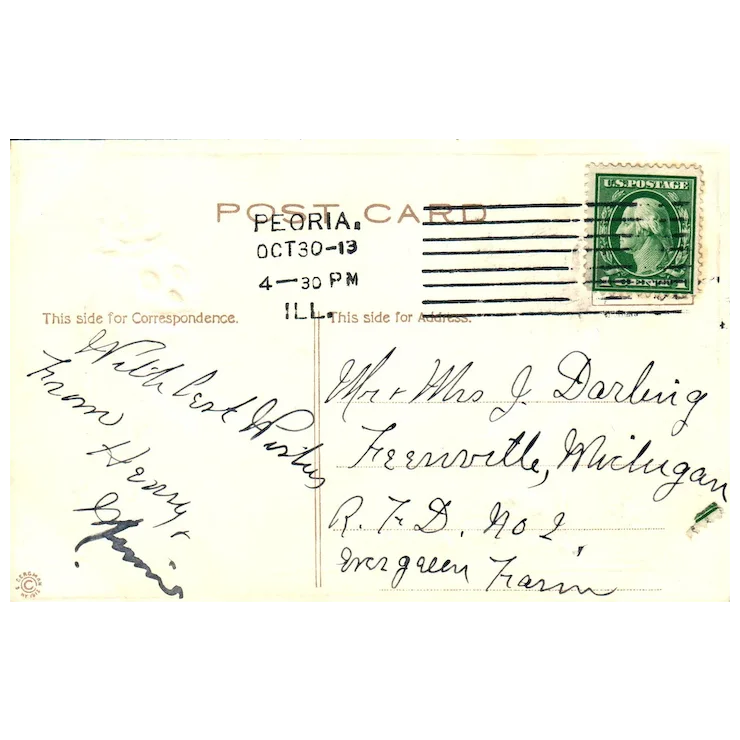 POST CARD
PEORIA.
OCT 30-13
4-30 PM
ILL.
U.S. POSTAGE
This side for Correspondence.
This side for Address.
With best Wishes
From Henry +
Mr + Mrs J. Darling
Feenville, Michigan
R. F. D. No 2
Evergreen Farm